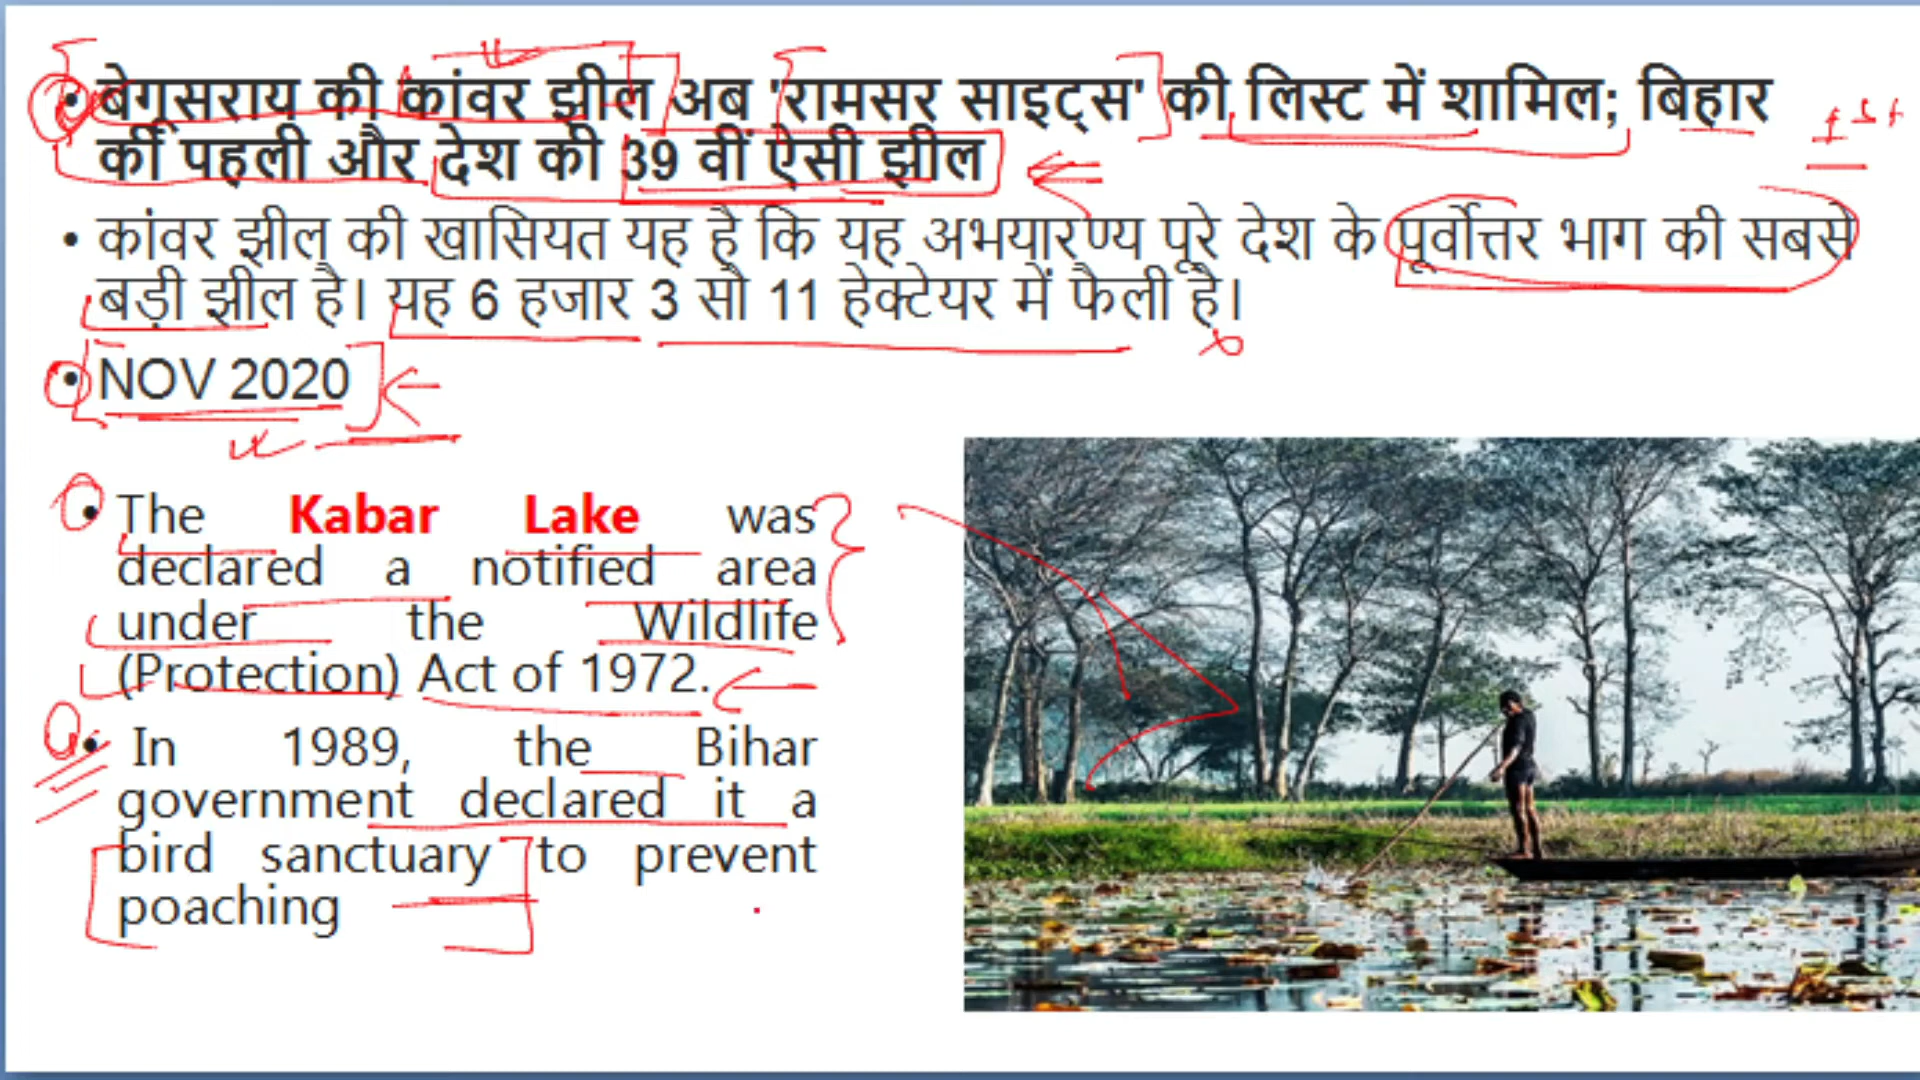 • बेगूसराय की कांवर झील अब 'रामसर साइट्स' की लिस्ट में शामिल; बिहार
की पहली और देश की 39 वीं ऐसी झील
• कांवर झील की खासियत यह है कि यह अभयारण्य पूरे देश के पूर्वोत्तर भाग की सबसे
बड़ी झील है। यह 6 हजार 3 सौ 11 हेक्टेयर में फैली है।
• NOV 2020
1st
• The Kabar Lake was
declared a notified area
under the Wildlife
(Protection) Act of 1972.
• In 1989, the Bihar
government declared it a
bird sanctuary to prevent
poaching